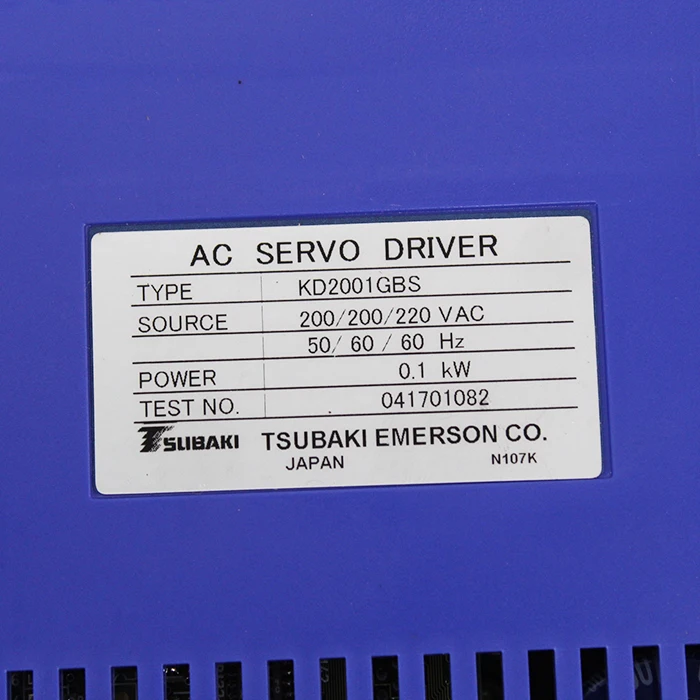 AC SERVO DRIVER
TYPE KD2001GBS
SOURCE 200/200/220 VAC
50/ 60 / 60 Hz
POWER 0.1 kW
TEST NO. 041701082
TSUBAKI TSUBAKI EMERSON CO.
JAPAN N107K